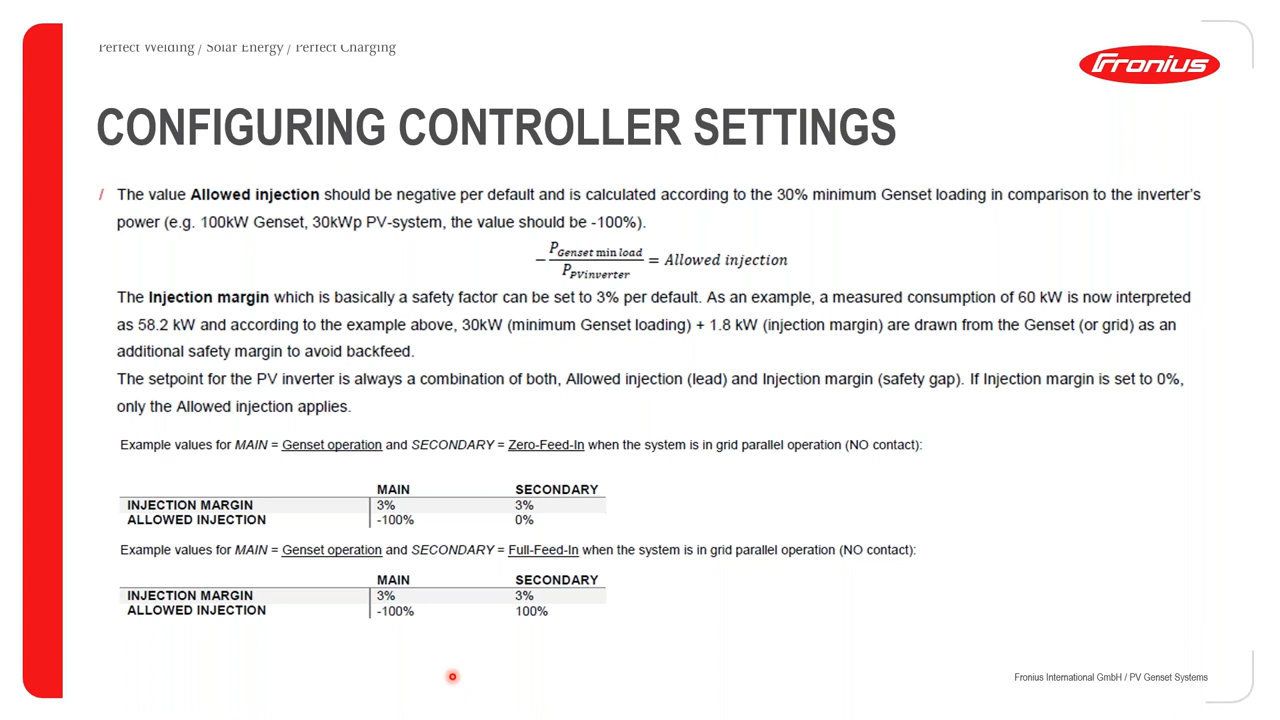 Perfect Welding / Solar Energy / Perfect Charging
Fronius
CONFIGURING CONTROLLER SETTINGS
/ The value Allowed injection should be negative per default and is calculated according to the 30% minimum Genset loading in comparison to the inverter's
power (e.g. 100kW Genset, 30kWp PV-system, the value should be -100%).
− P Genset min load / P PVinverter = Allowed injection
The Injection margin which is basically a safety factor can be set to 3% per default. As an example, a measured consumption of 60 kW is now interpreted
as 58.2 kW and according to the example above, 30kW (minimum Genset loading) + 1.8 kW (injection margin) are drawn from the Genset (or grid) as an
additional safety margin to avoid backfeed.
The setpoint for the PV inverter is always a combination of both, Allowed injection (lead) and Injection margin (safety gap). If Injection margin is set to 0%,
only the Allowed injection applies.
Example values for MAIN = Genset operation and SECONDARY = Zero-Feed-In when the system is in grid parallel operation (NO contact):
MAIN SECONDARY
INJECTION MARGIN 3% 3%
ALLOWED INJECTION -100% 0%
Example values for MAIN = Genset operation and SECONDARY = Full-Feed-In when the system is in grid parallel operation (NO contact):
MAIN SECONDARY
INJECTION MARGIN 3% 3%
ALLOWED INJECTION -100% 100%
Fronius International GmbH / PV Genset Systems